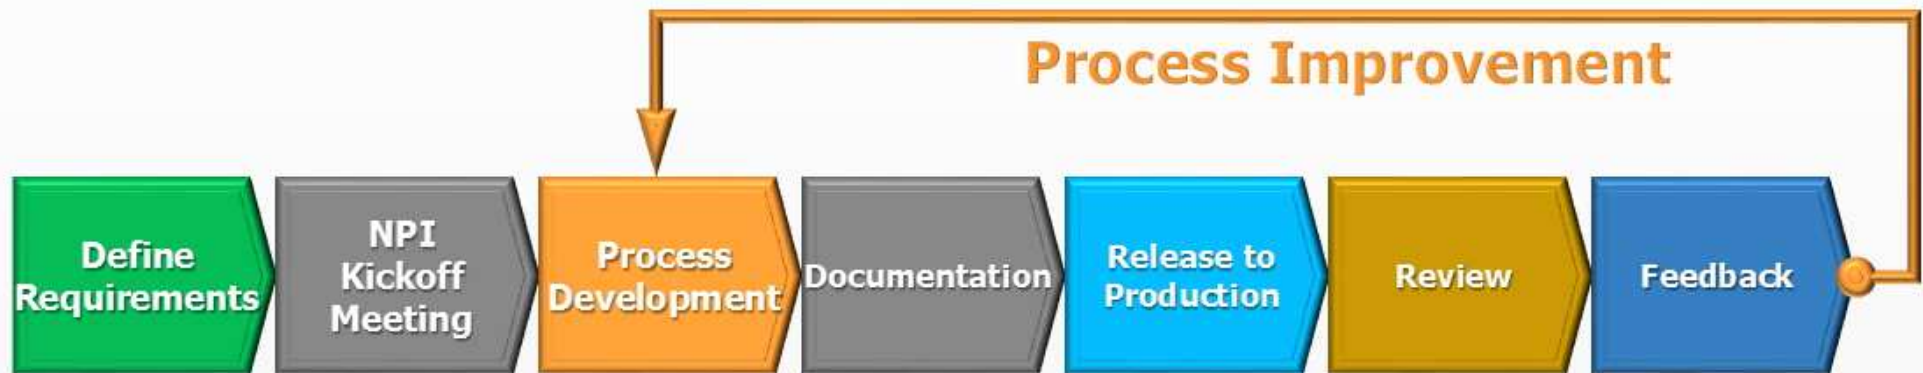 Process Improvement
Define
Requirements
NPI
Kickoff
Meeting
Process
Development
Documentation
Release to
Production
Review
Feedback